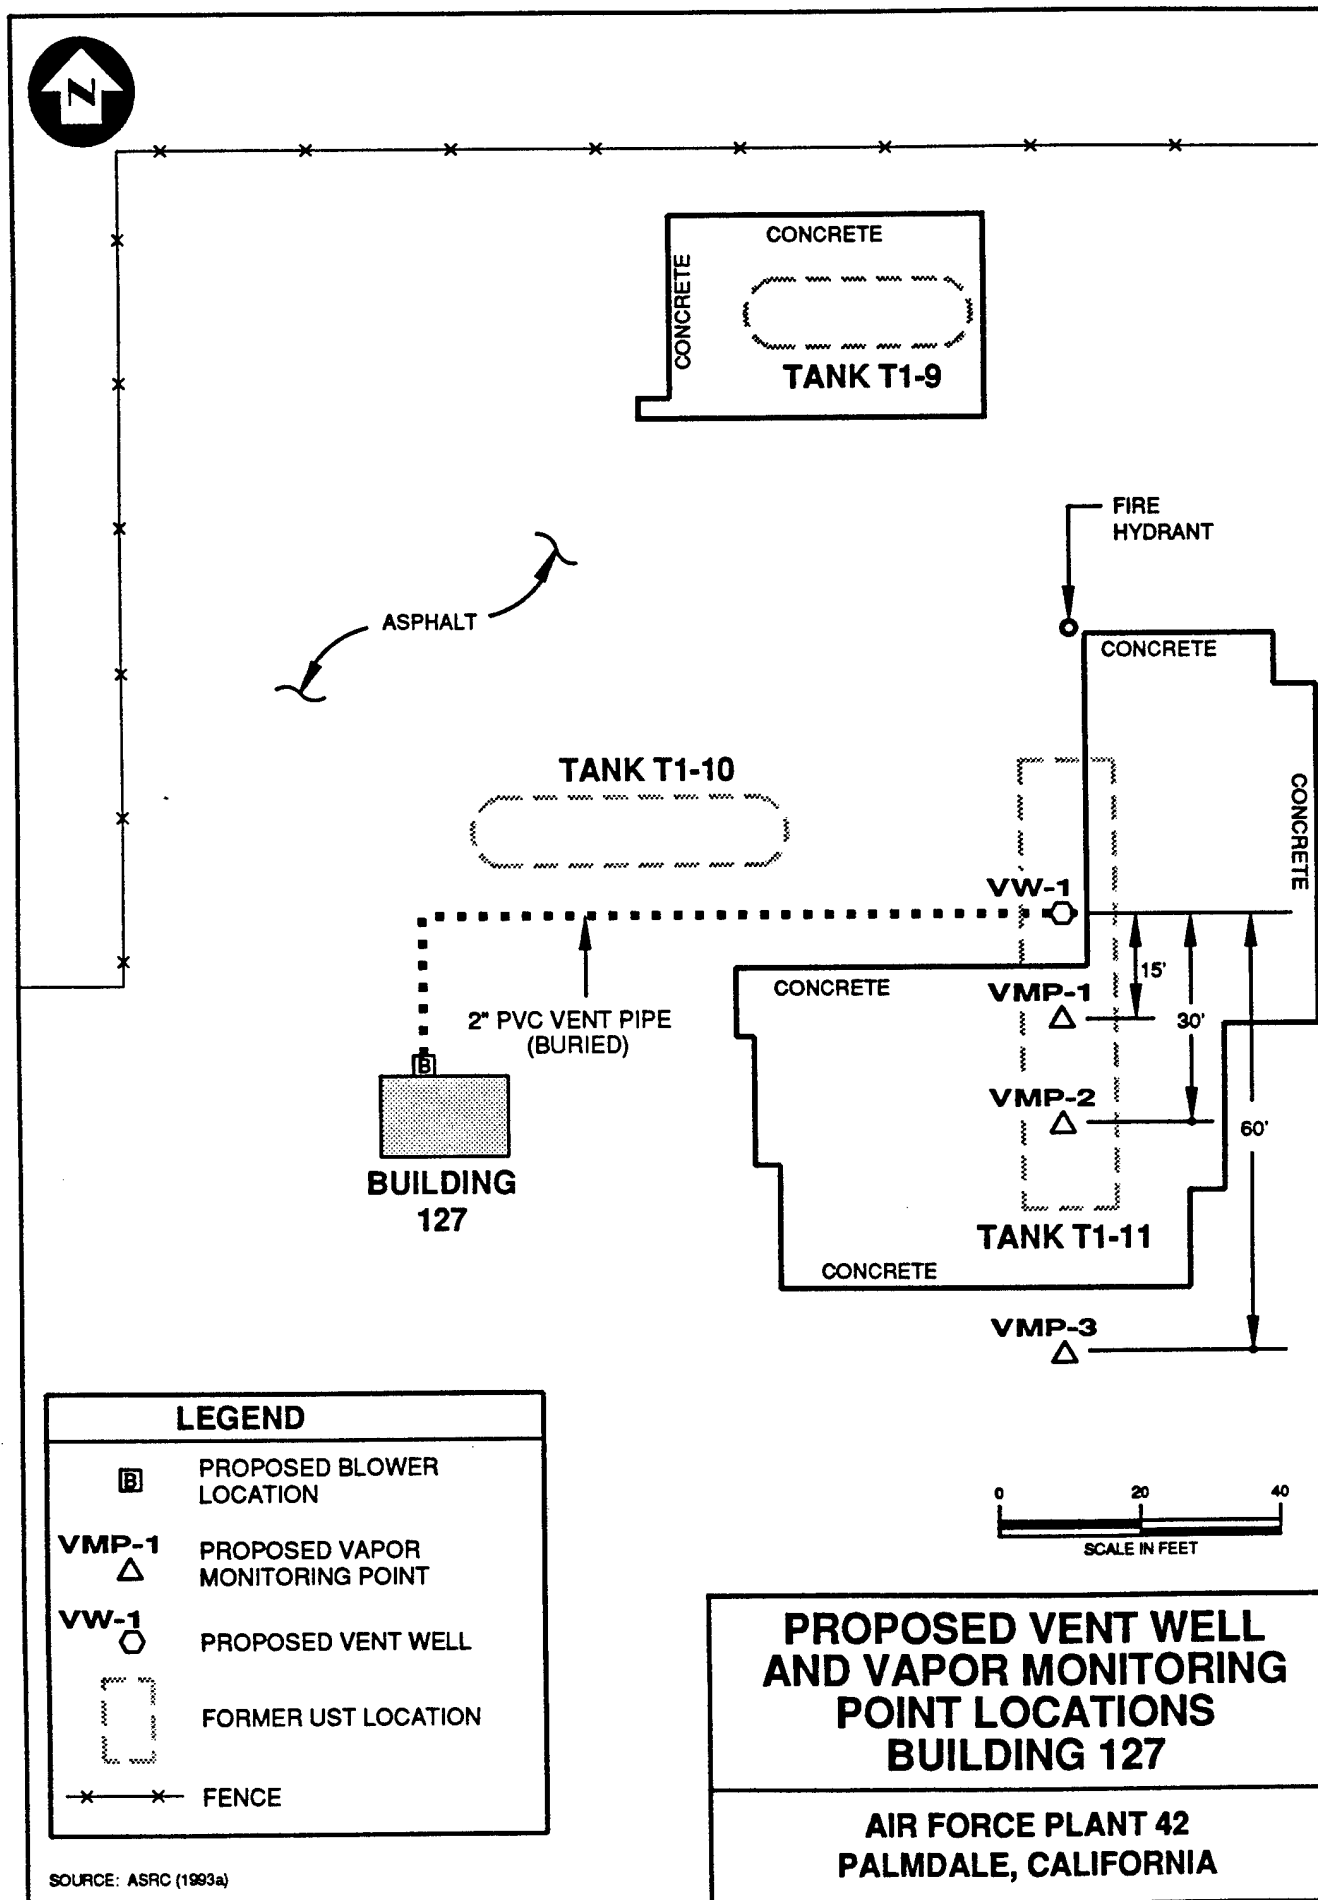 N
CONCRETE
CONCRETE
TANK T1-9
FIRE
HYDRANT
ASPHALT
CONCRETE
TANK T1-10
CONCRETE
VW-1
15'
CONCRETE
VMP-1
2" PVC VENT PIPE
(BURIED)
30'
B
VMP-2
60'
BUILDING
127
TANK T1-11
CONCRETE
VMP-3
LEGEND
B
PROPOSED BLOWER
LOCATION
VMP-1
PROPOSED VAPOR
MONITORING POINT
VW-1
PROPOSED VENT WELL
FORMER UST LOCATION
FENCE
0 20 40
SCALE IN FEET
PROPOSED VENT WELL
AND VAPOR MONITORING
POINT LOCATIONS
BUILDING 127
AIR FORCE PLANT 42
PALMDALE, CALIFORNIA
SOURCE: ASRC (1993a)